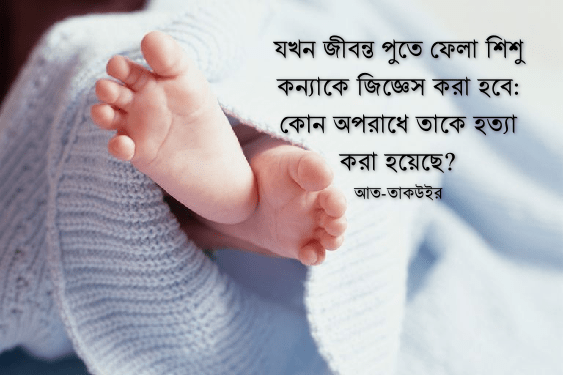 যখন জীবন্ত পুতে ফেলা শিশু
কন্যাকে জিজ্ঞেস করা হবে:
কোন অপরাধে তাকে হত্যা
করা হয়েছে?
আত-তাকউইর